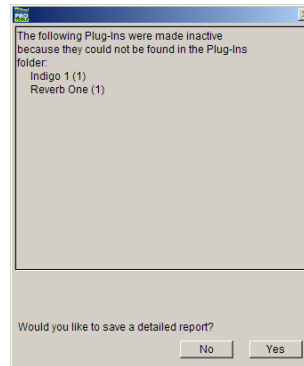 PRO
The following Plug-Ins were made inactive
because they could not be found in the Plug-Ins
folder:
Indigo 1 (1)
Reverb One (1)
Would you like to save a detailed report?
No
Yes